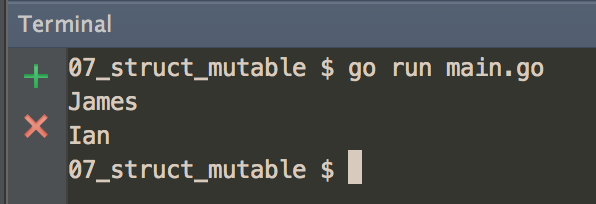 Terminal
07_struct_mutable $ go run main.go
James
Ian
07_struct_mutable $